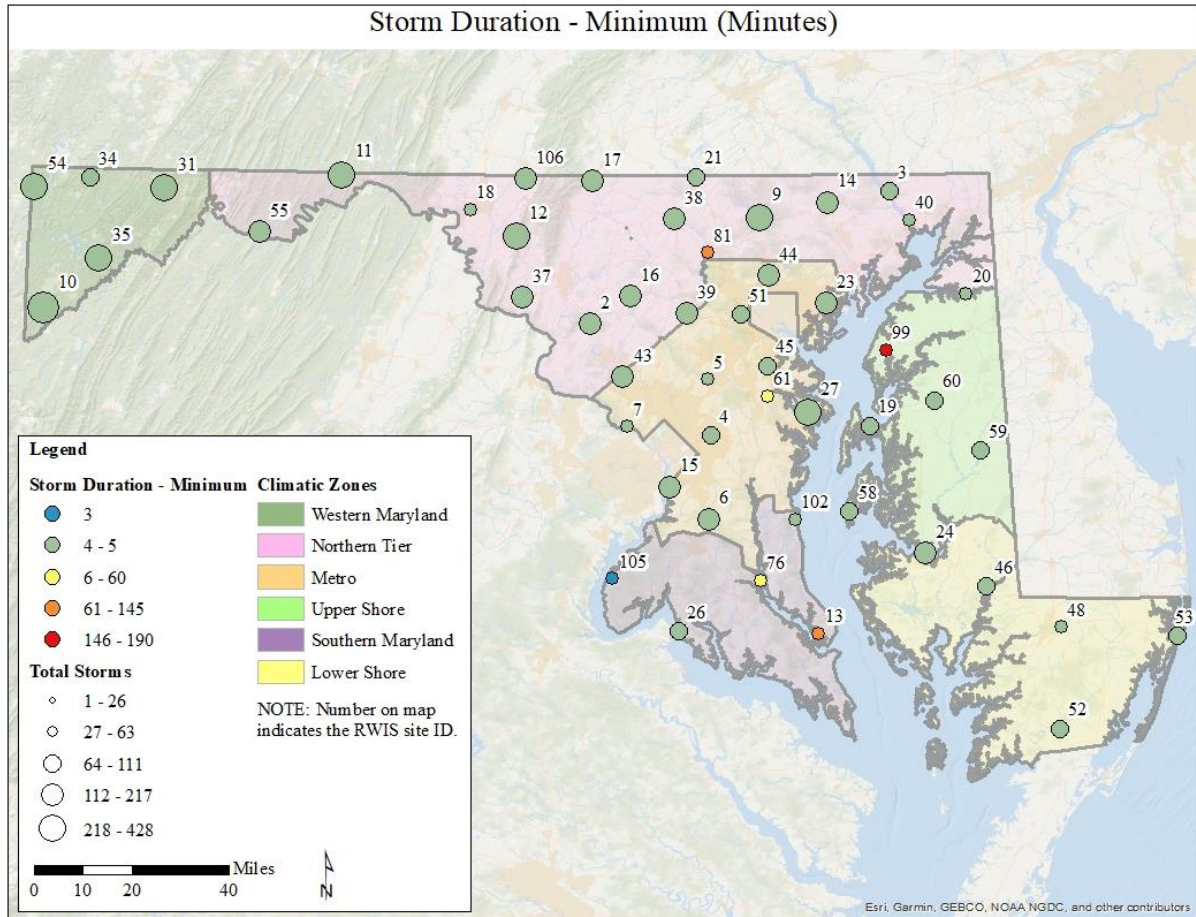 Storm Duration - Minimum (Minutes)
54
34
31
11
106
17
21
3
18
38
9
14
40
55
12
35
81
44
10
37
16
39
51
23
20
2
99
43
5
45
61
60
27
7
4
19
59
15
6
102
58
24
105
76
46
26
13
48
53
52
Legend
Storm Duration - Minimum
3
4 - 5
6 - 60
61 - 145
146 - 190
Total Storms
1 - 26
27 - 63
64 - 111
112 - 217
218 - 428
Climatic Zones
Western Maryland
Northern Tier
Metro
Upper Shore
Southern Maryland
Lower Shore
NOTE: Number on map
indicates the RWIS site ID.
Miles
0 10 20 40
N
Esri, Garmin, GEBCO, NOAA NGDC, and other contributors